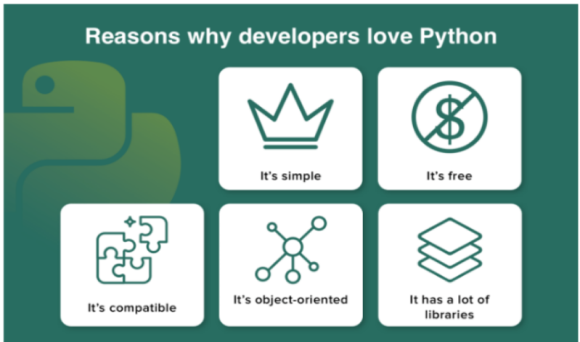 Reasons why developers love Python
It's simple
It's free
It's compatible
It's object-oriented
It has a lot of
libraries